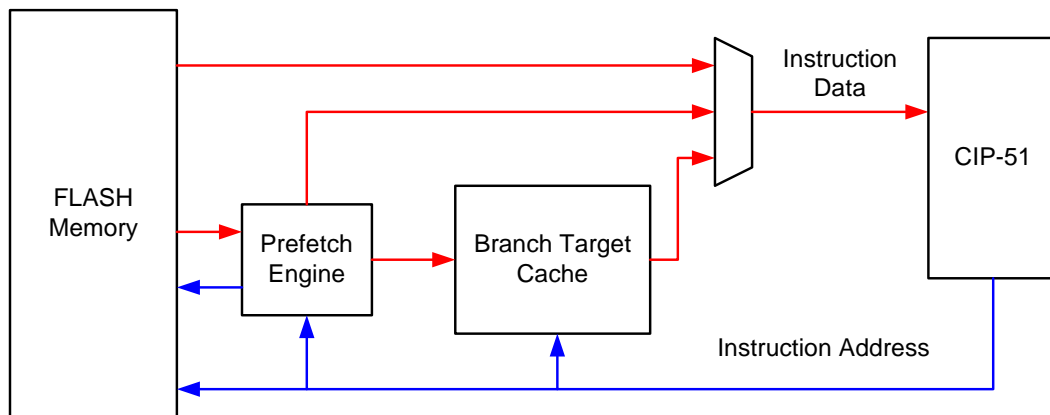 Instruction
Data
CIP-51
FLASH
Memory
Prefetch
Engine
Branch Target
Cache
Instruction Address